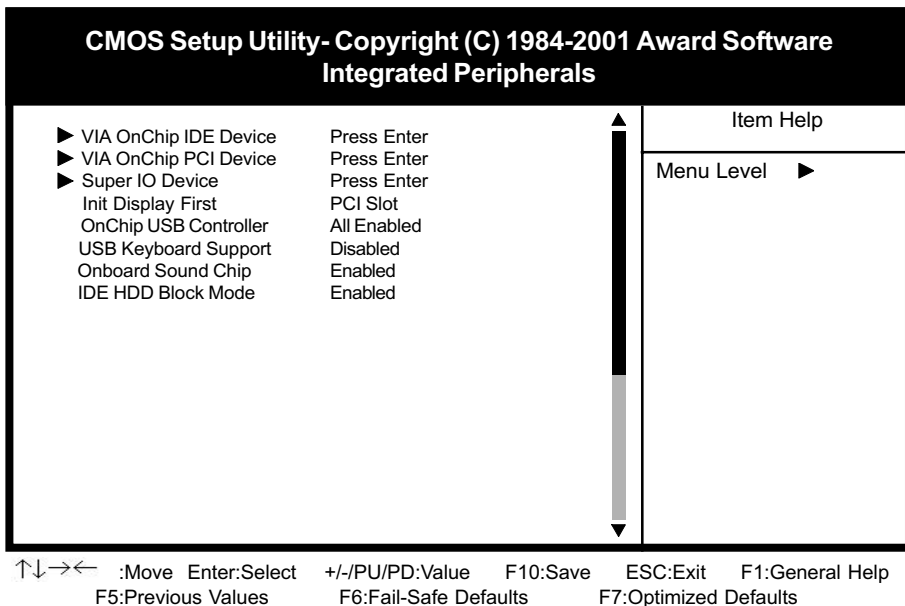 CMOS Setup Utility- Copyright (C) 1984-2001 Award Software
Integrated Peripherals
▶ VIA OnChip IDE Device Press Enter
▶ VIA OnChip PCI Device Press Enter
▶ Super IO Device Press Enter
Init Display First PCI Slot
OnChip USB Controller All Enabled
USB Keyboard Support Disabled
Onboard Sound Chip Enabled
IDE HDD Block Mode Enabled
Item Help
Menu Level ▶
↑↓→← :Move Enter:Select +/-/PU/PD:Value F10:Save ESC:Exit F1:General Help
F5:Previous Values F6:Fail-Safe Defaults F7:Optimized Defaults